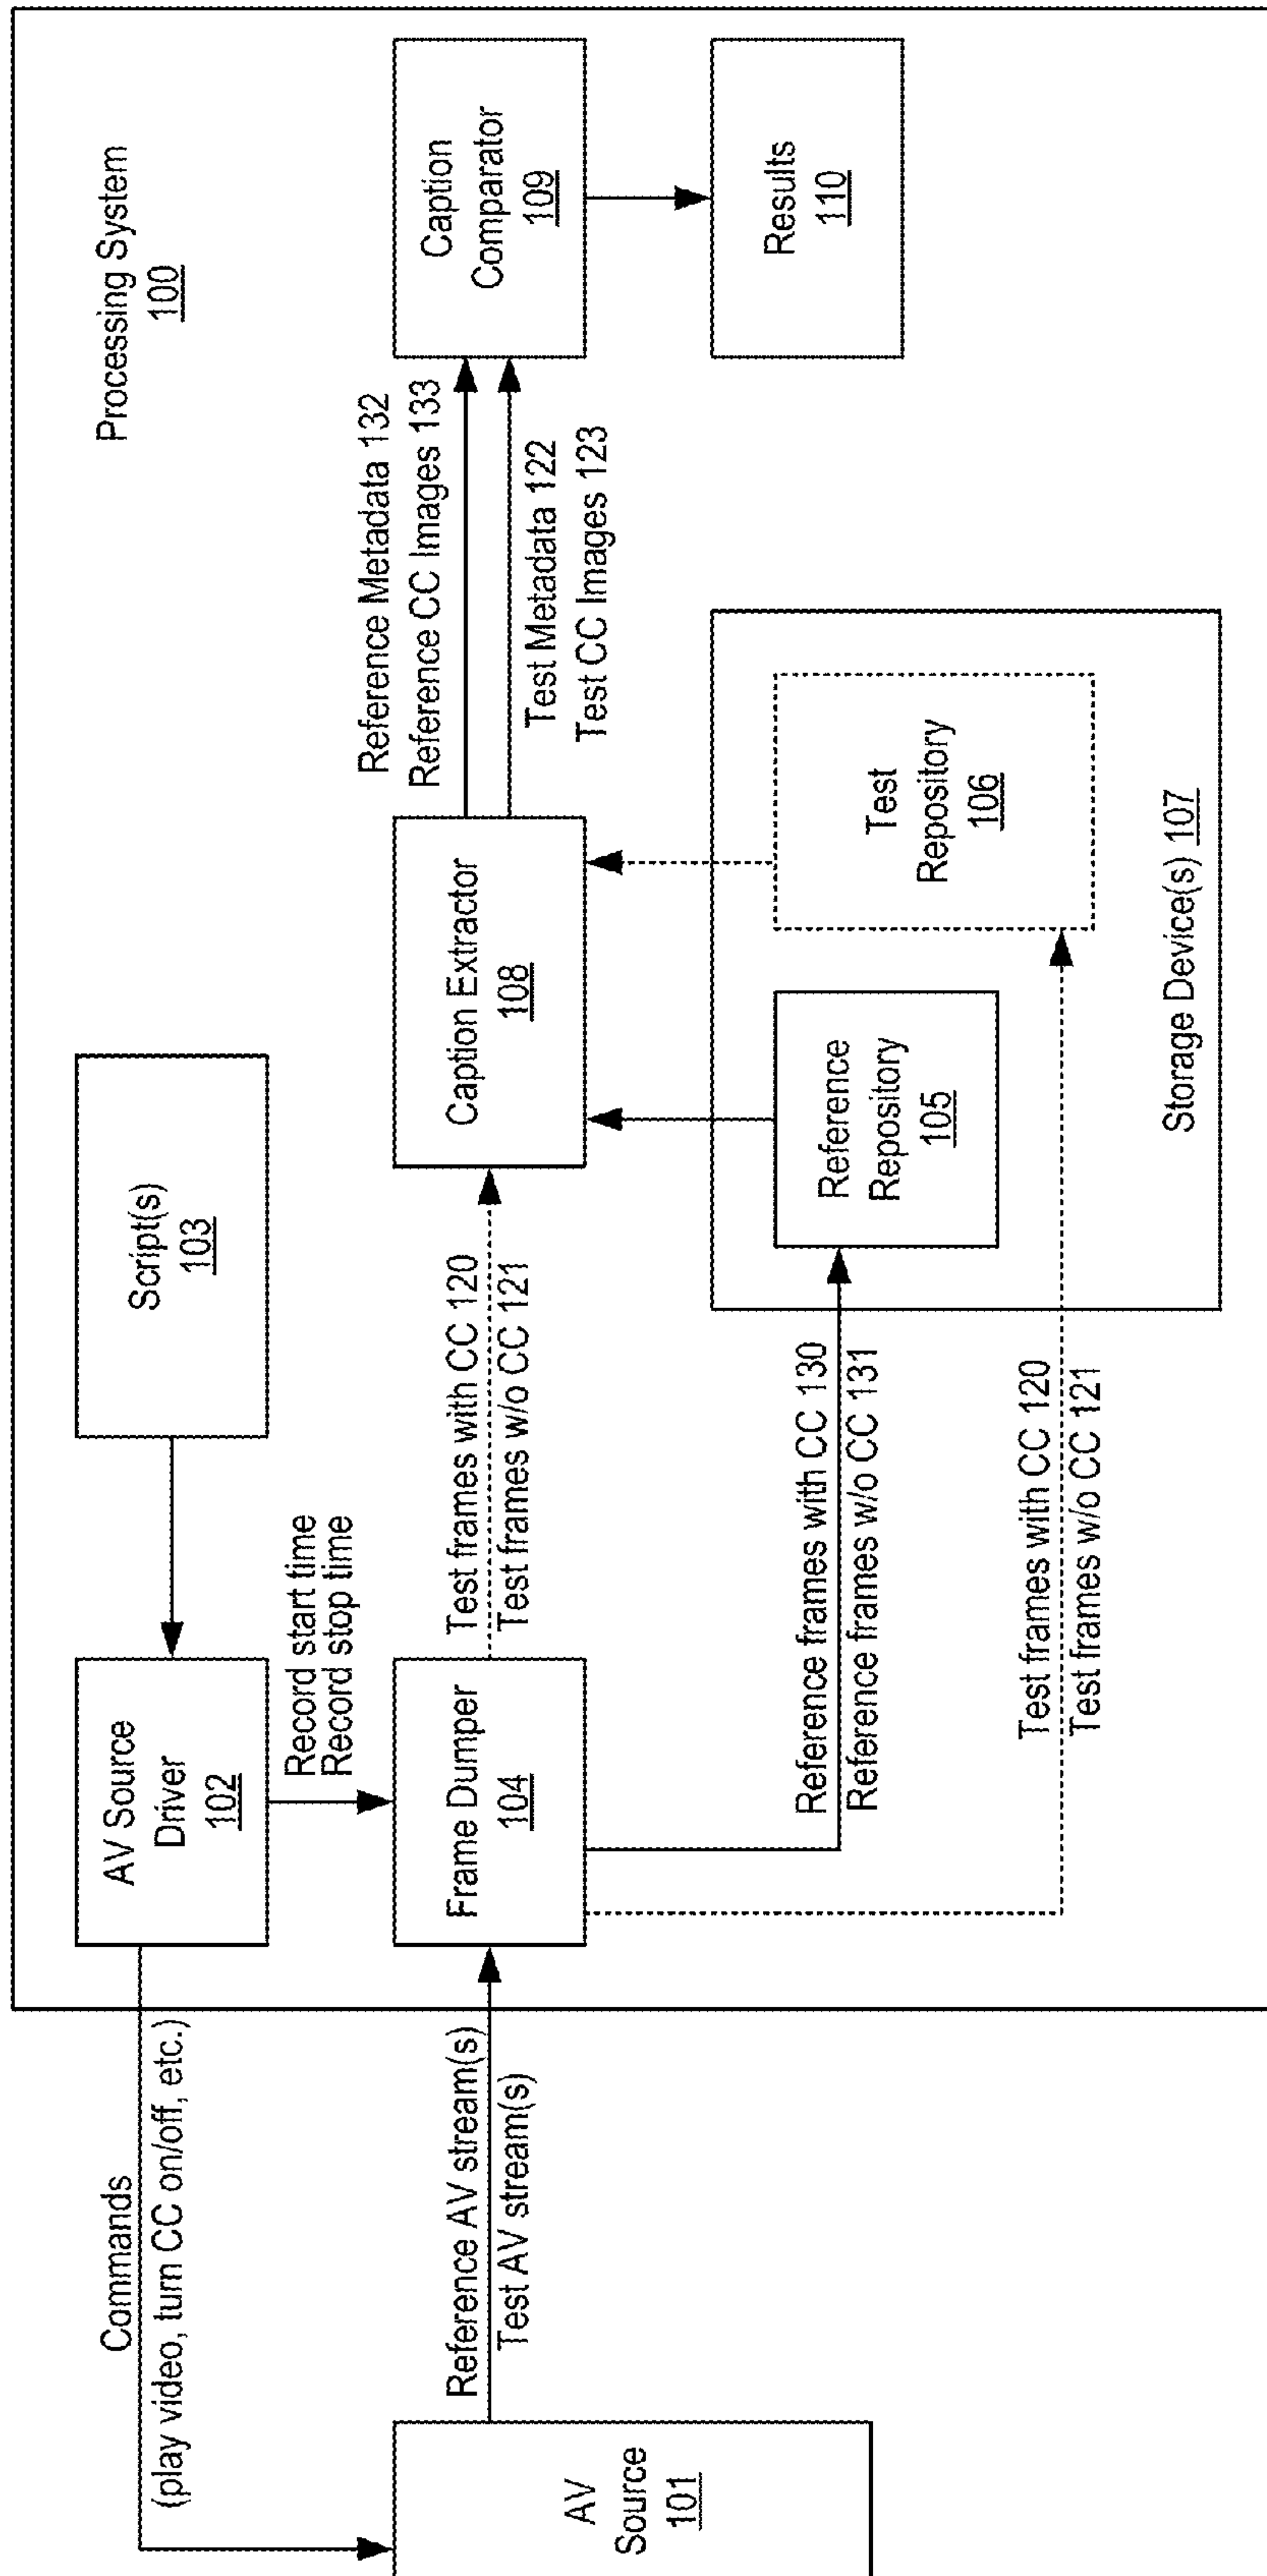 Processing System
100
Commands
(play video, turn CC on/off, etc.)
AV Source
Driver
102
Script(s)
103
Record start time
Record stop time
AV
Source
101
Reference AV stream(s)
Test AV stream(s)
Frame Dumper
104
Test frames with CC 120
Test frames w/o CC 121
Caption Extractor
108
Reference Metadata 132
Reference CC Images 133
Test Metadata 122
Test CC Images 123
Caption
Comparator
109
Results
110
Reference frames with CC 130
Reference frames w/o CC 131
Reference
Repository
105
Test
Repository
106
Test frames with CC 120
Test frames w/o CC 121
Storage Device(s) 107